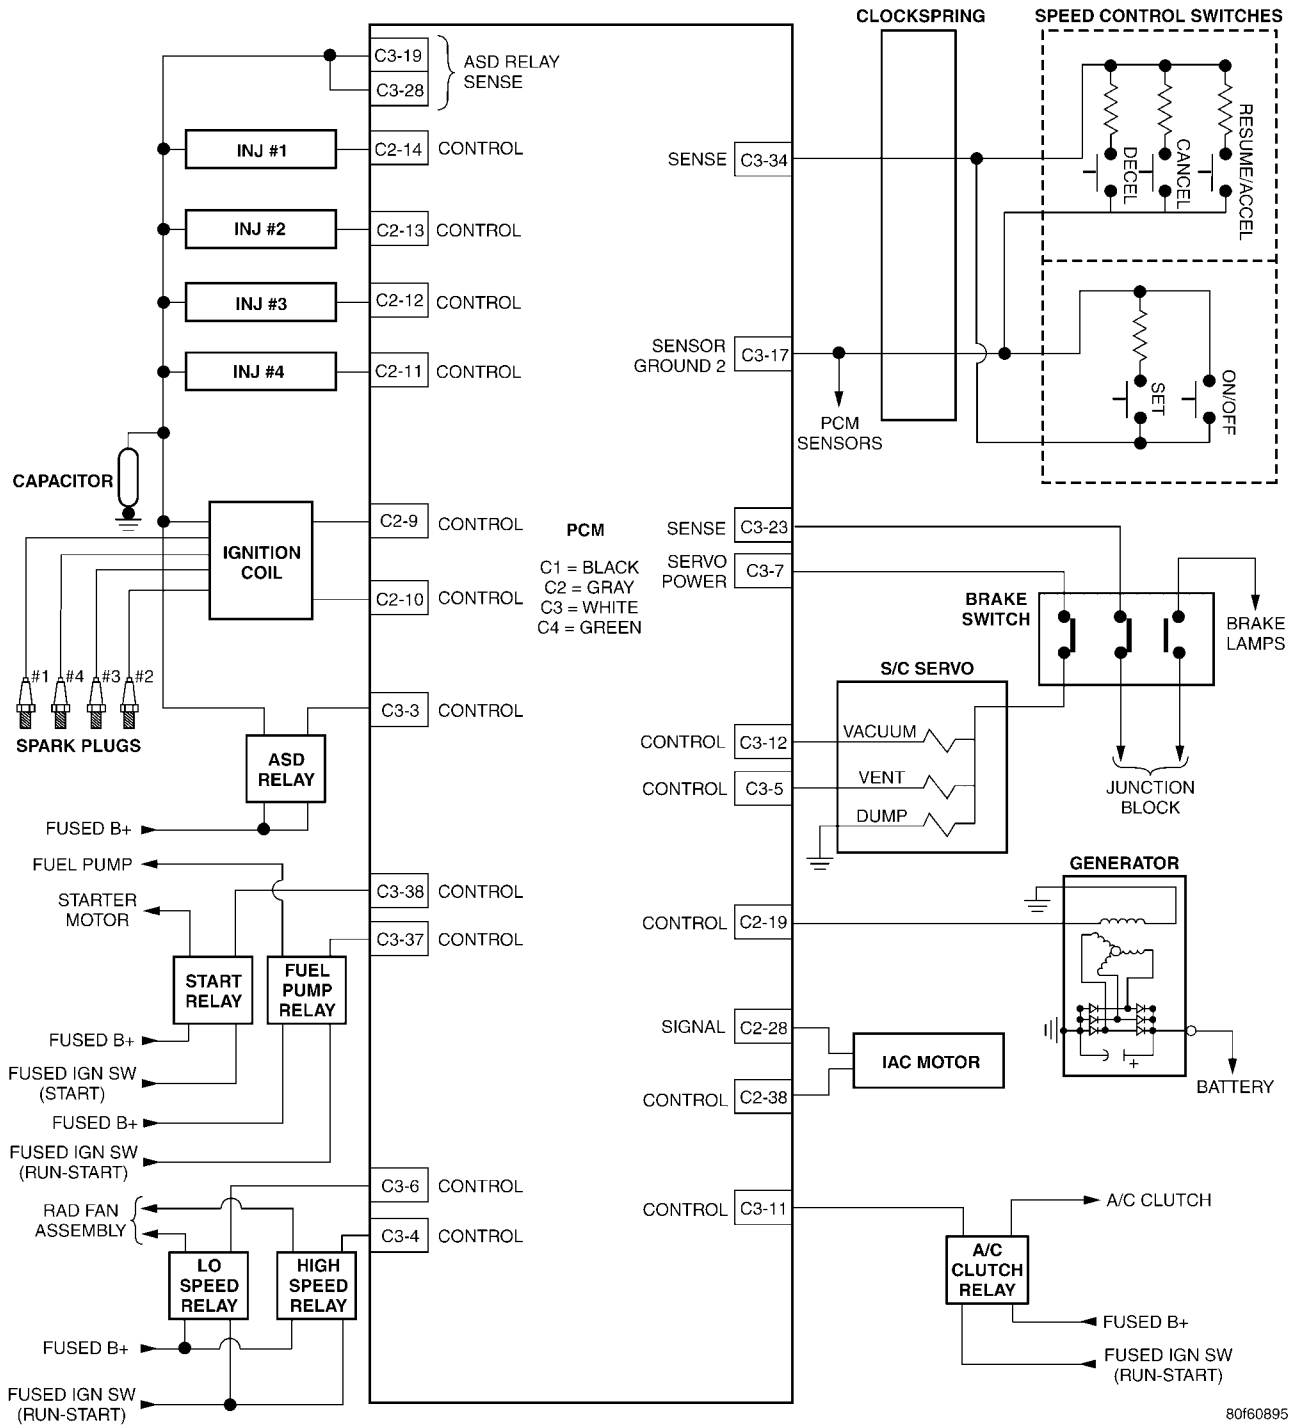 CLOCKSPRING
SPEED CONTROL SWITCHES
C3-19
C3-28
ASD RELAY
SENSE
INJ #1
C2-14
CONTROL
INJ #2
C2-13
CONTROL
INJ #3
C2-12
CONTROL
INJ #4
C2-11
CONTROL
CAPACITOR
IGNITION
COIL
C2-9
CONTROL
C2-10
CONTROL
#1
#4
#3
#2
SPARK PLUGS
C3-3
CONTROL
ASD
RELAY
FUSED B+
FUEL PUMP
STARTER
MOTOR
C3-38
CONTROL
C3-37
CONTROL
START
RELAY
FUEL
PUMP
RELAY
FUSED B+
FUSED IGN SW
(START)
FUSED B+
FUSED IGN SW
(RUN-START)
C3-6
CONTROL
RAD FAN
ASSEMBLY
C3-4
CONTROL
LO
SPEED
RELAY
HIGH
SPEED
RELAY
FUSED B+
FUSED IGN SW
(RUN-START)
PCM
C1 = BLACK
C2 = GRAY
C3 = WHITE
C4 = GREEN
SENSE
C3-34
DECEL
CANCEL
RESUME/ACCEL
SENSOR
GROUND 2
C3-17
PCM
SENSORS
SET
ON/OFF
SENSE
C3-23
SERVO
POWER
C3-7
BRAKE
SWITCH
BRAKE
LAMPS
S/C SERVO
CONTROL
C3-12
VACUUM
CONTROL
C3-5
VENT
DUMP
JUNCTION
BLOCK
GENERATOR
CONTROL
C2-19
+
BATTERY
SIGNAL
C2-28
IAC MOTOR
CONTROL
C2-38
CONTROL
C3-11
A/C CLUTCH
A/C
CLUTCH
RELAY
FUSED B+
FUSED IGN SW
(RUN-START)
80f60895